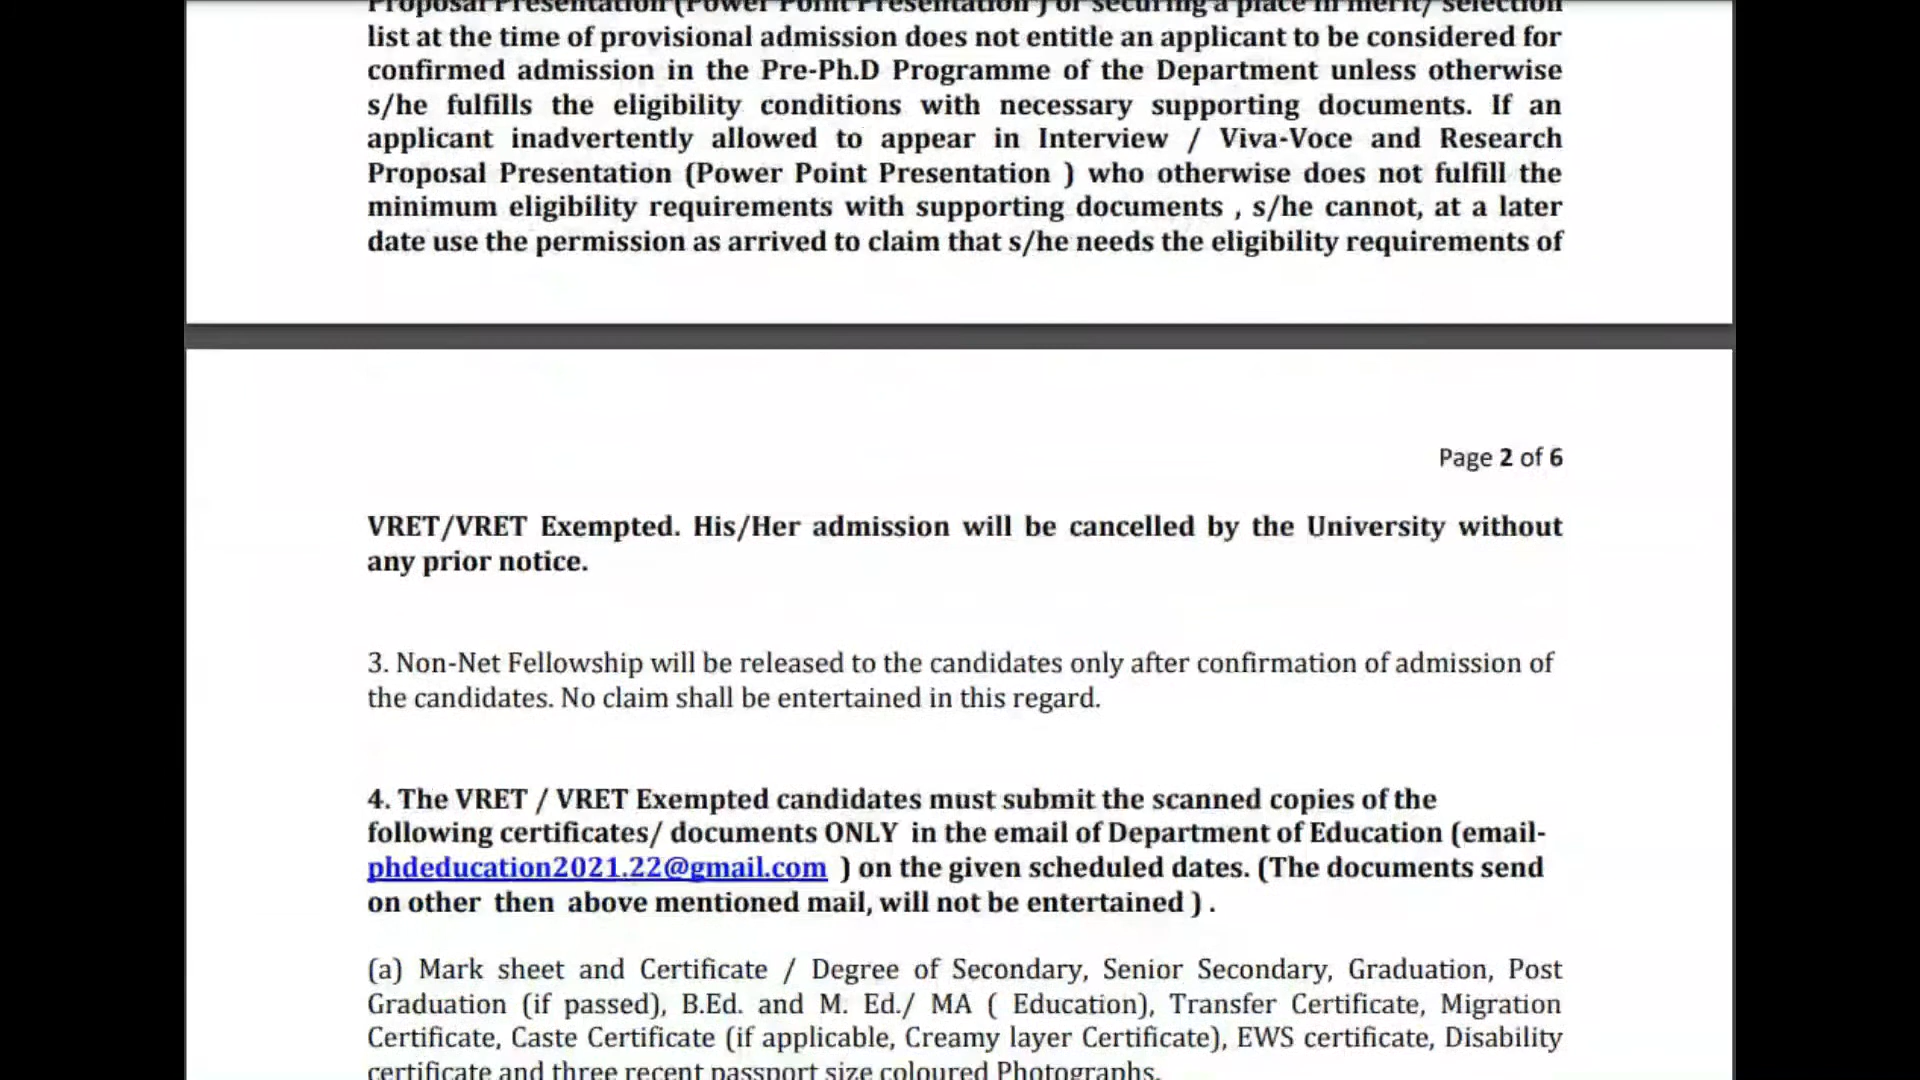 Proposal Presentation (Power Point Presentation ) or securing a place in merit/ selection
list at the time of provisional admission does not entitle an applicant to be considered for
confirmed admission in the Pre-Ph.D Programme of the Department unless otherwise
s/he fulfills the eligibility conditions with necessary supporting documents. If an
applicant inadvertently allowed to appear in Interview / Viva-Voce and Research
Proposal Presentation (Power Point Presentation ) who otherwise does not fulfill the
minimum eligibility requirements with supporting documents , s/he cannot, at a later
date use the permission as arrived to claim that s/he needs the eligibility requirements of
Page 2 of 6
VRET/VRET Exempted. His/Her admission will be cancelled by the University without
any prior notice.
3. Non-Net Fellowship will be released to the candidates only after confirmation of admission of
the candidates. No claim shall be entertained in this regard.
4. The VRET / VRET Exempted candidates must submit the scanned copies of the
following certificates/ documents ONLY in the email of Department of Education (email-
phdeducation2021.22@gmail.com ) on the given scheduled dates. (The documents send
on other then above mentioned mail, will not be entertained ) .
(a) Mark sheet and Certificate / Degree of Secondary, Senior Secondary, Graduation, Post
Graduation (if passed), B.Ed. and M. Ed./ MA ( Education), Transfer Certificate, Migration
Certificate, Caste Certificate (if applicable, Creamy layer Certificate), EWS certificate, Disability
certificate and three recent passport size coloured Photographs.